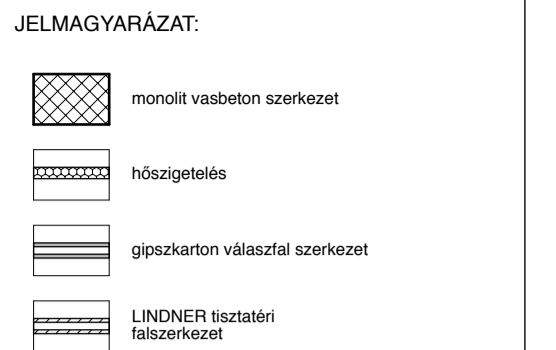 JELMAGYARÁZAT:
monolit vasbeton szerkezet
hőszigetelés
gipszkarton válaszfal szerkezet
LINDNER tisztatéri
falszerkezet